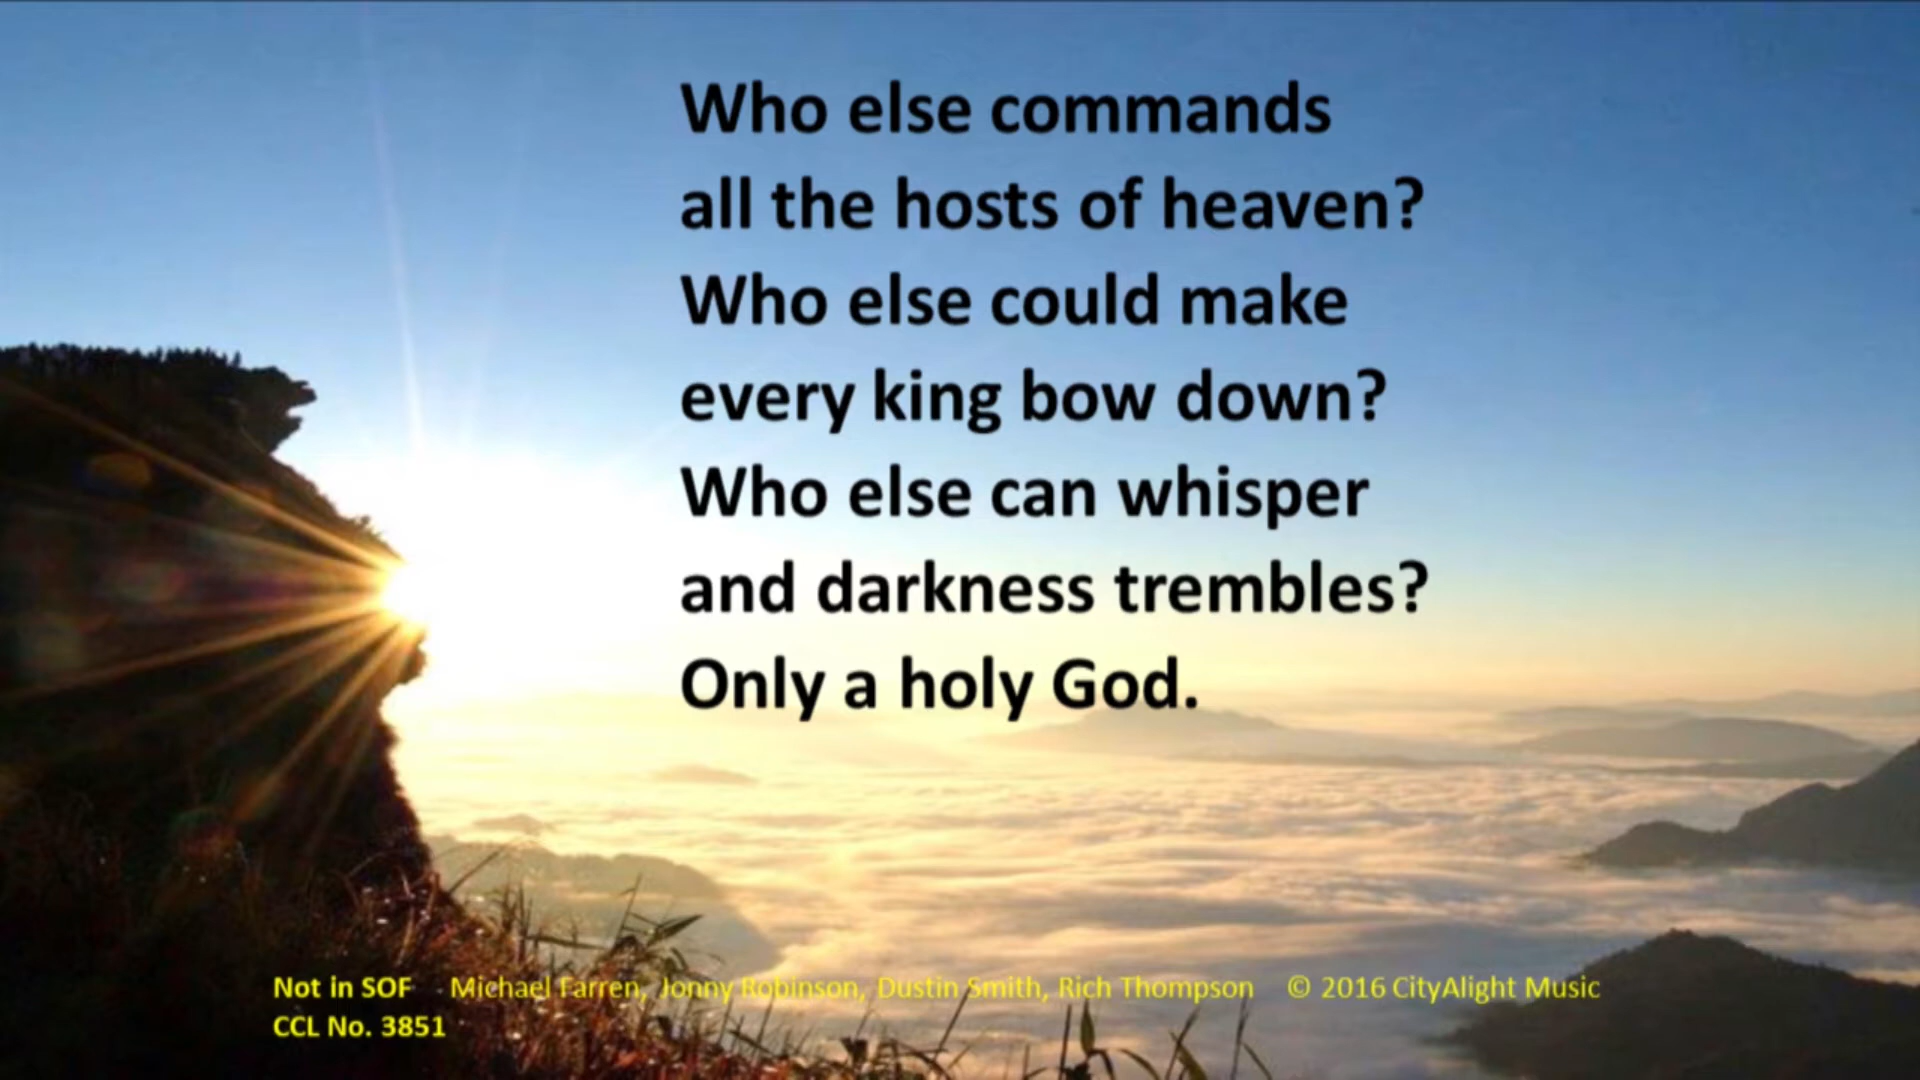 Who else commands
all the hosts of heaven?
Who else could make
every king bow down?
Who else can whisper
and darkness trembles?
Only a holy God.
Not in SOF - Michael Farren, Jonny Robinson, Dustin Smith, Rich Thompson © 2016 CityAlight Music
CCL No. 3851